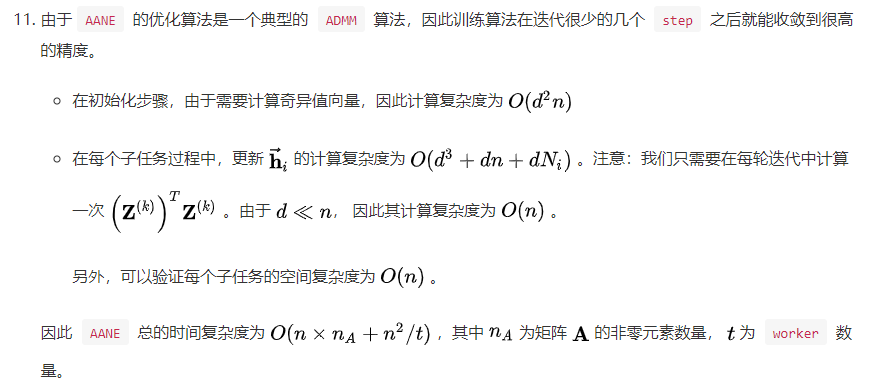 11. 由于 AANE 的优化算法是一个典型的 ADMM 算法，因此训练算法在迭代很少的几个 step 之后就能收敛到很高
的精度。
○ 在初始化步骤，由于需要计算奇异值向量，因此计算复杂度为 O(d²n)
○ 在每个子任务过程中，更新 $\vec{\mathbf{h}}_i$ 的计算复杂度为 O(d³ + dn + dNᵢ) 。注意：我们只需要在每轮迭代中计算
一次 $\left(\mathbf{Z}^{(k)}\right)^T \mathbf{Z}^{(k)}$ 。由于 d ≪ n， 因此其计算复杂度为 O(n) 。
另外，可以验证每个子任务的空间复杂度为 O(n) 。
因此 AANE 总的时间复杂度为 $O(n \times n_A + n^2/t)$ ，其中 $n_A$ 为矩阵 $\mathbf{A}$ 的非零元素数量， t 为 worker 数
量。